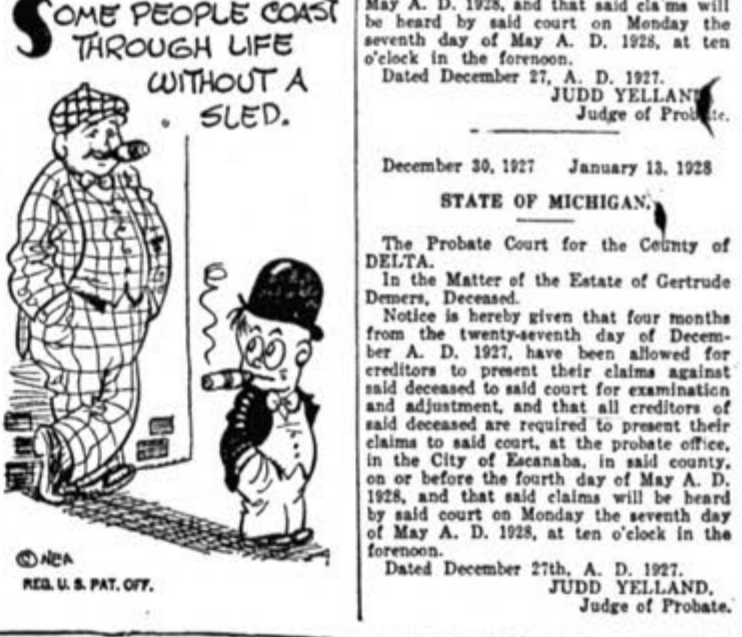 SOME PEOPLE COAST
THROUGH LIFE
WITHOUT A
SLED.
© NEA
REG. U. S. PAT. OFF.
May A. D. 1928, and that said claims will
be heard by said court on Monday the
seventh day of May A. D. 1928, at ten
o'clock in the forenoon.
Dated December 27, A. D. 1927.
JUDD YELLAND
Judge of Probate.
December 30, 1927 January 13, 1928
STATE OF MICHIGAN.
The Probate Court for the County of
DELTA.
In the Matter of the Estate of Gertrude
Demers, Deceased.
Notice is hereby given that four months
from the twenty-seventh day of Decem-
ber A. D. 1927, have been allowed for
creditors to present their claims against
said deceased to said court for examination
and adjustment, and that all creditors of
said deceased are required to present their
claims to said court, at the probate office,
in the City of Escanaba, in said county,
on or before the fourth day of May A. D.
1928, and that said claims will be heard
by said court on Monday the seventh day
of May A. D. 1928, at ten o'clock in the
forenoon.
Dated December 27th, A. D. 1927.
JUDD YELLAND,
Judge of Probate.